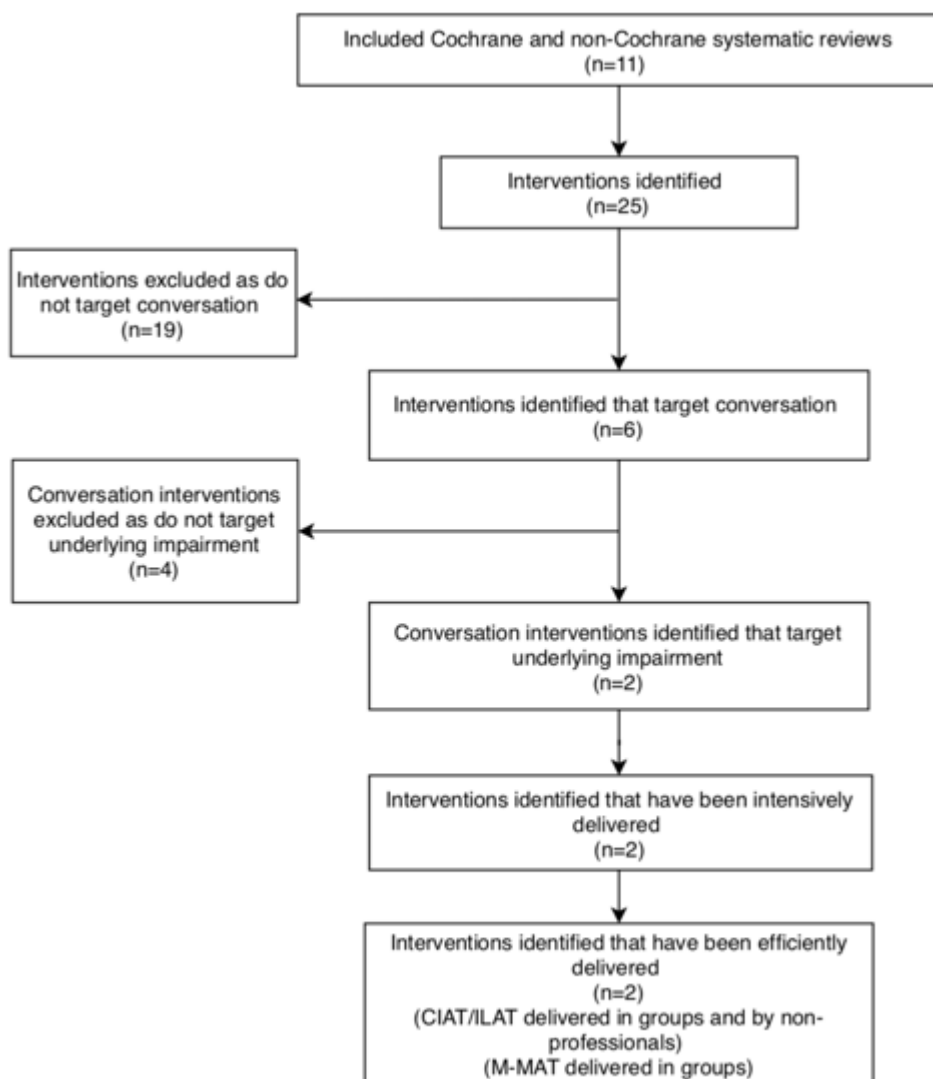 Included Cochrane and non-Cochrane systematic reviews
(n=11)
Interventions identified
(n=25)
Interventions excluded as do
not target conversation
(n=19)
Interventions identified that target conversation
(n=6)
Conversation interventions
excluded as do not target
underlying impairment
(n=4)
Conversation interventions identified that target
underlying impairment
(n=2)
Interventions identified that have been intensively
delivered
(n=2)
Interventions identified that have been efficiently
delivered
(n=2)
(CIAT/ILAT delivered in groups and by non-
professionals)
(M-MAT delivered in groups)